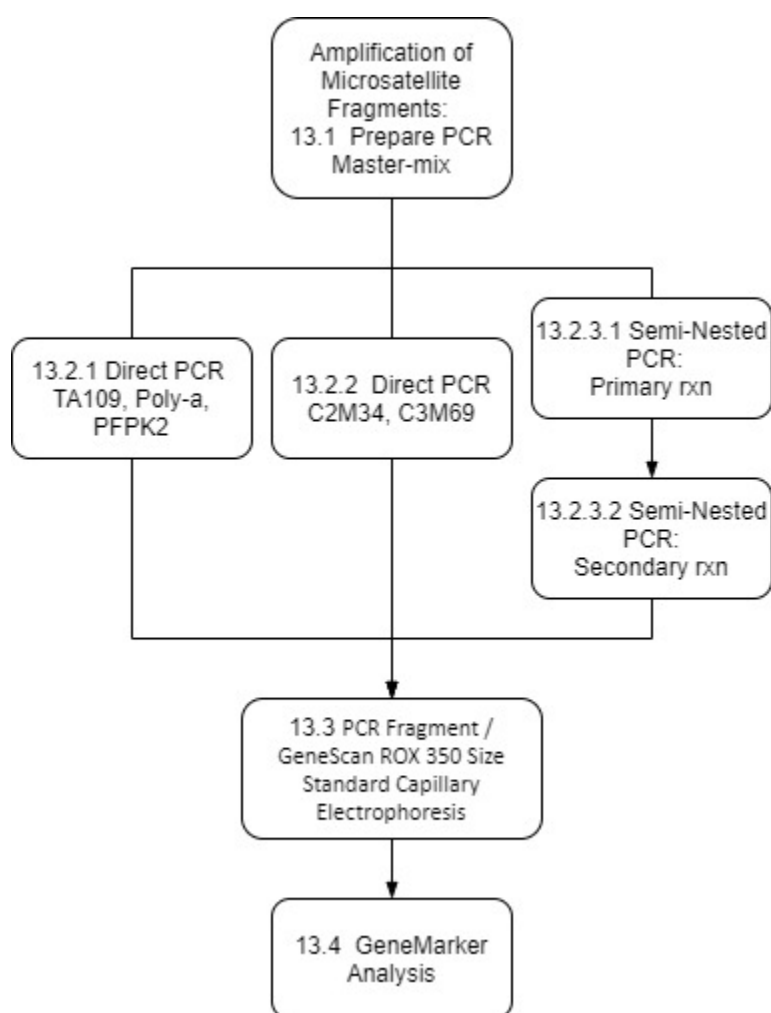 Amplification of
Microsatellite
Fragments:
13.1 Prepare PCR
Master-mix
13.2.1 Direct PCR
TA109, Poly-a,
PFPK2
13.2.2 Direct PCR
C2M34, C3M69
13.2.3.1 Semi-Nested
PCR:
Primary rxn
13.2.3.2 Semi-Nested
PCR:
Secondary rxn
13.3 PCR Fragment /
GeneScan ROX 350 Size
Standard Capillary
Electrophoresis
13.4 GeneMarker
Analysis